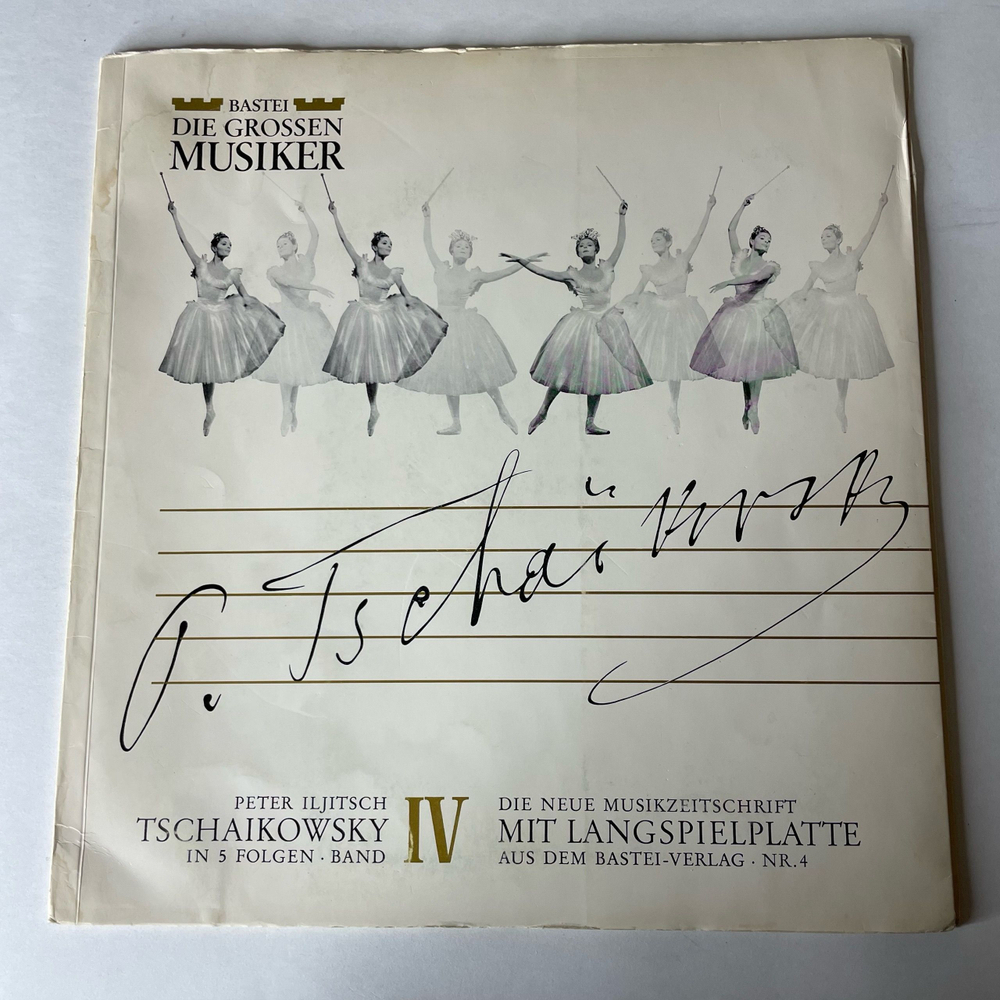 BASTEI
DIE GROSSEN
MUSIKER
P. Tschaïkovsky
PETER ILJITSCH
TSCHAIKOWSKY
IN 5 FOLGEN · BAND
IV
DIE NEUE MUSIKZEITSCHRIFT
MIT LANGSPIELPLATTE
AUS DEM BASTEI-VERLAG · NR. 4